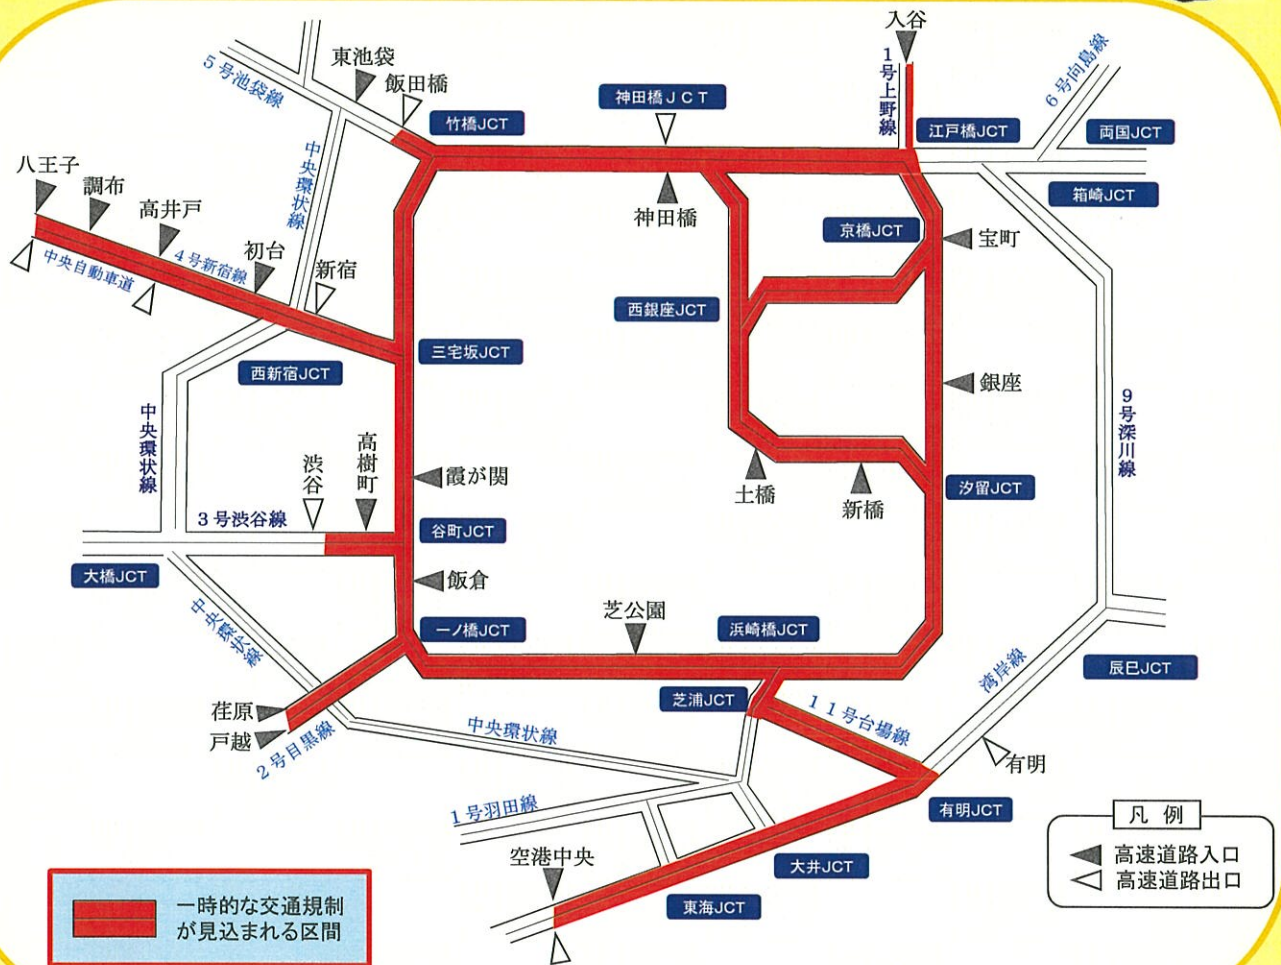 入谷
1号上野線
6号向島線
東池袋
飯田橋
5号池袋線
神田橋JCT
竹橋JCT
江戸橋JCT
両国JCT
箱崎JCT
中央環状線
八王子
調布
高井戸
初台
新宿
4号新宿線
中央自動車道
神田橋
京橋JCT
宝町
西銀座JCT
三宅坂JCT
西新宿JCT
銀座
9号深川線
中央環状線
高樹町
渋谷
霞が関
土橋
新橋
汐留JCT
3号渋谷線
谷町JCT
大橋JCT
飯倉
中央環状線
芝公園
一ノ橋JCT
浜崎橋JCT
湾岸線
辰巳JCT
芝浦JCT
11号台場線
荏原
戸越
2号目黒線
中央環状線
有明
有明JCT
1号羽田線
空港中央
大井JCT
東海JCT
凡例
高速道路入口
高速道路出口
一時的な交通規制
が見込まれる区間